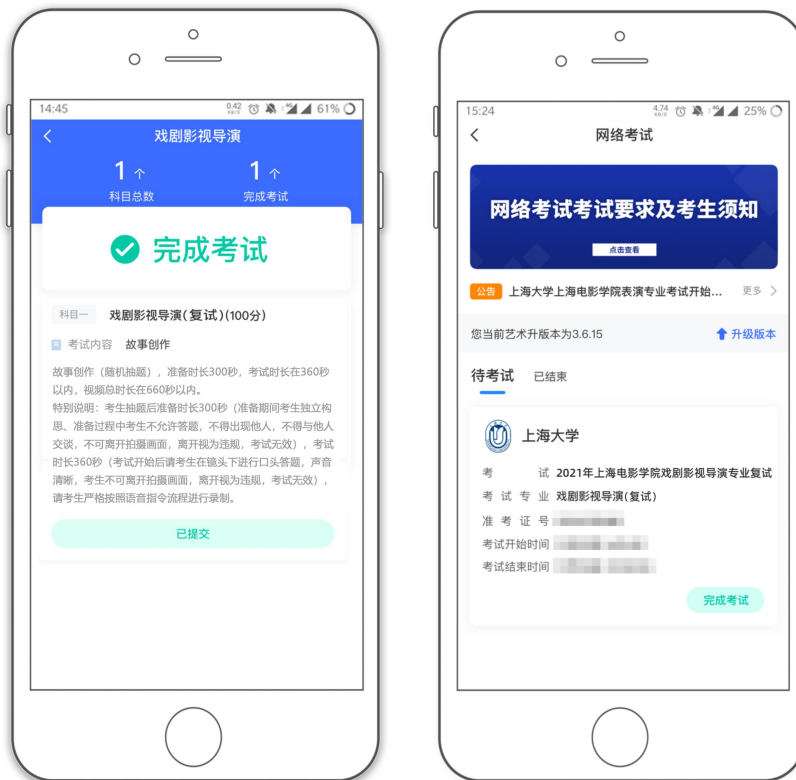 14:45
0.42
KB/S
4G
61%
戏剧影视导演
1 个
1 个
科目总数
完成考试
完成考试
科目一
戏剧影视导演(复试)(100分)
考试内容 故事创作
故事创作（随机抽题），准备时长300秒，考试时长在360秒
以内，视频总时长在660秒以内。
特别说明：考生抽题后准备时长300秒（准备期间考生独立构
思、准备过程中考生不允许答题，不得出现他人，不得与他人
交谈，不可离开拍摄画面，离开视为违规，考试无效），考试
时长360秒（考试开始后请考生在镜头下进行口头答题，声音
清晰，考生不可离开拍摄画面，离开视为违规，考试无效），
请考生严格按照语音指令流程进行录制。
已提交
15:24
4.74
KB/S
4G
25%
网络考试
网络考试考试要求及考生须知
点击查看
公告 上海大学上海电影学院表演专业考试开始... 更多
您当前艺术升版本为3.6.15
升级版本
待考试 已结束
上海大学
考试 2021年上海电影学院戏剧影视导演专业复试
考试专业 戏剧影视导演(复试)
准考证号
考试开始时间
考试结束时间
完成考试